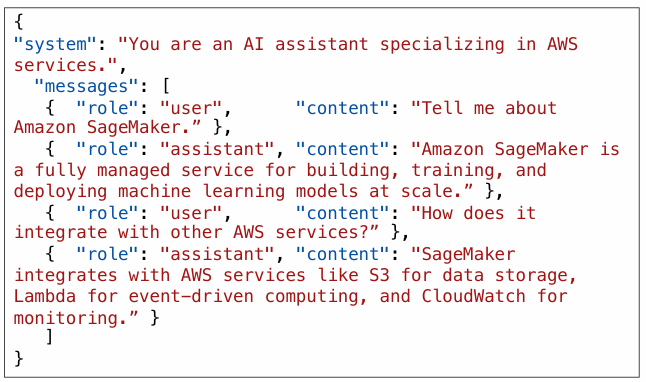 {
"system": "You are an AI assistant specializing in AWS
services.",
"messages": [
{ "role": "user", "content": "Tell me about
Amazon SageMaker.” },
{ "role": "assistant", "content": "Amazon SageMaker is
a fully managed service for building, training, and
deploying machine learning models at scale.” },
{ "role": "user", "content": "How does it
integrate with other AWS services?” },
{ "role": "assistant", "content": "SageMaker
integrates with AWS services like S3 for data storage,
Lambda for event-driven computing, and CloudWatch for
monitoring.” }
]
}